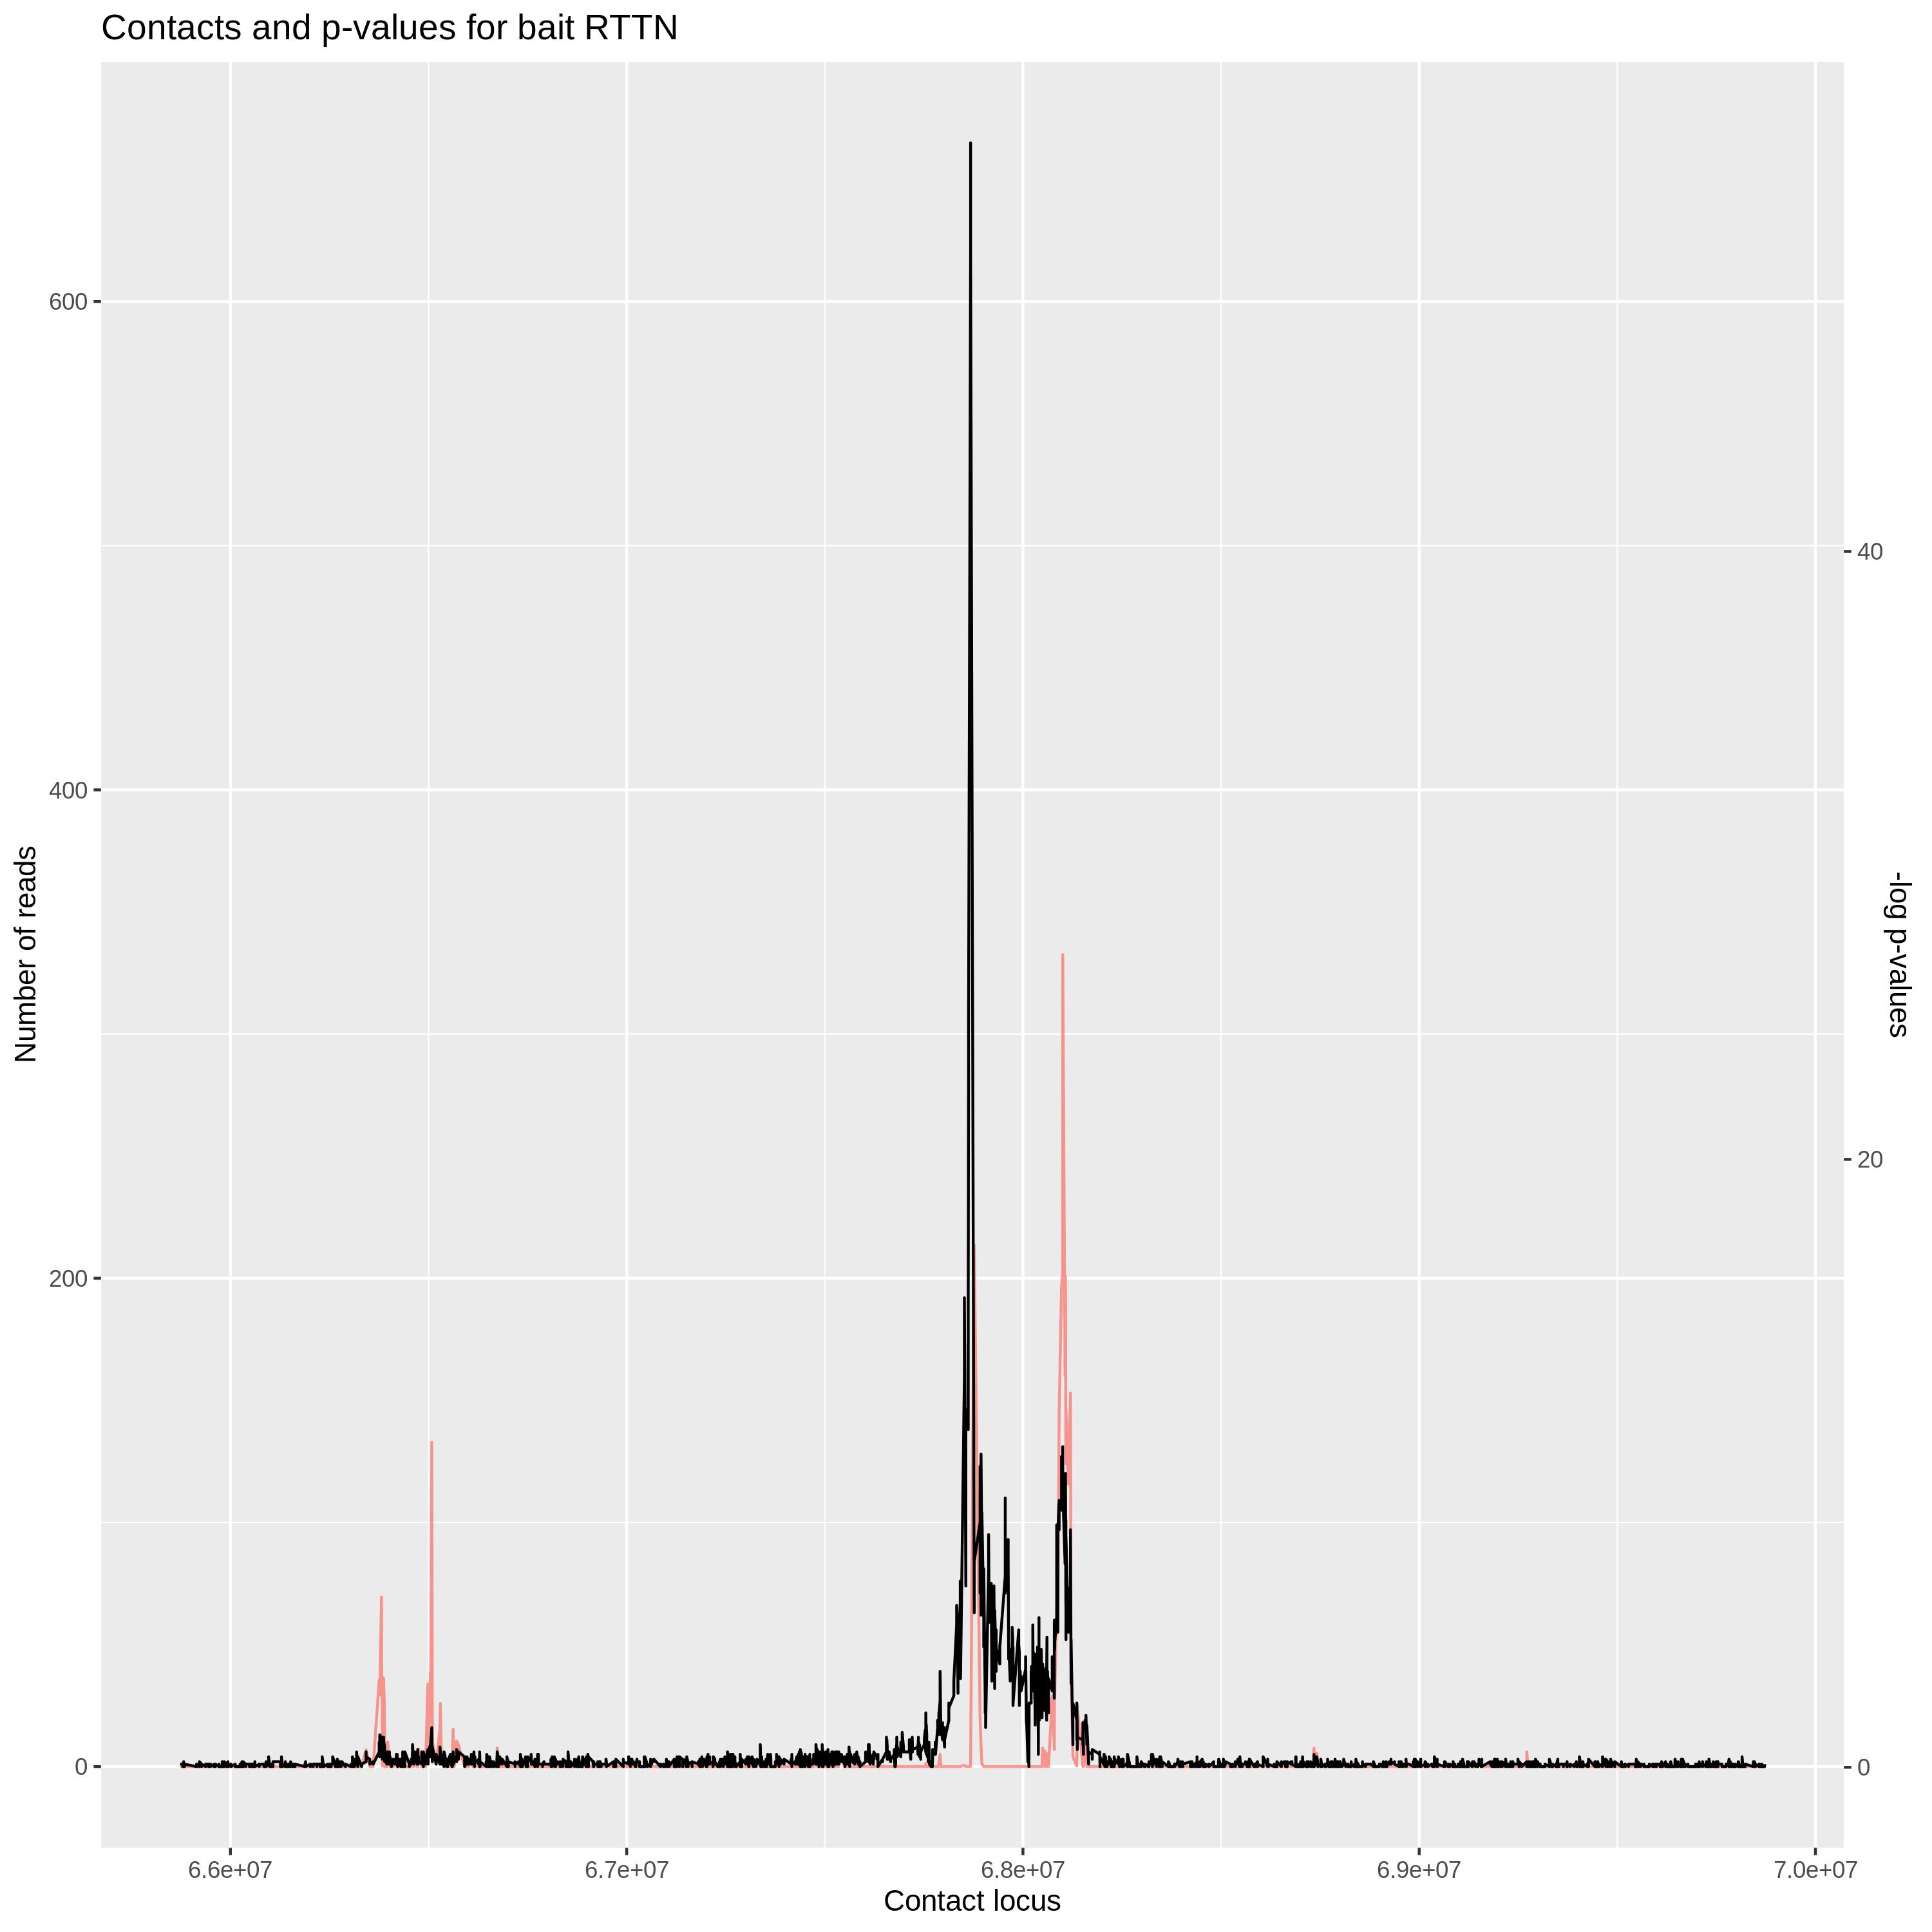 Contacts and p-values for bait RTTN
600
400
200
0
Number of reads
40
20
0
-log p-values
6.6e+07
6.7e+07
6.8e+07
6.9e+07
7.0e+07
Contact locus